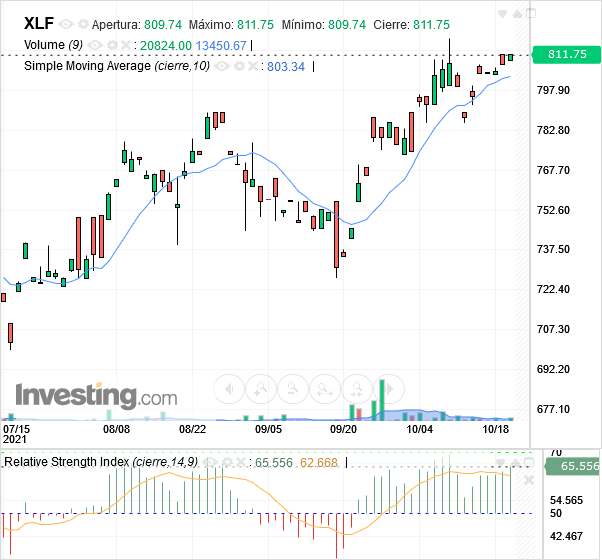 XLF Apertura: 809.74 Máximo: 811.75 Mínimo: 809.74 Cierre: 811.75
Volume (9) : 20824.00 13450.67
Simple Moving Average (cierre,10) : 803.34
811.75
797.90
782.80
767.70
752.60
737.50
722.40
707.30
692.20
677.10
Investing.com
07/15 08/08 08/22 09/05 09/20 10/04 10/18
2021
Relative Strength Index (cierre,14,9) : 65.556 62.668
70
65.556
54.565
50
42.467